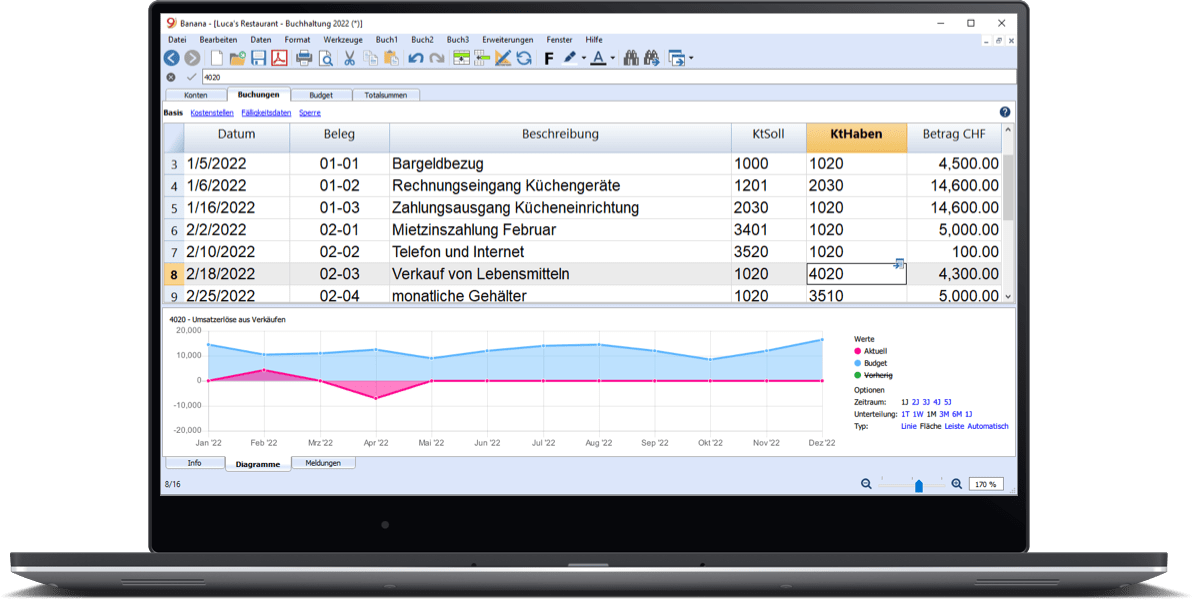 Banana - [Luca's Restaurant - Buchhaltung 2022 (*)]
Datei Bearbeiten Daten Format Werkzeuge Buch1 Buch2 Buch3 Erweiterungen Fenster Hilfe
F A
4020
Konten Buchungen Budget Totalsummen
Basis Kostenstellen Fälligkeitsdaten Sperre
Datum Beleg Beschreibung KtSoll KtHaben Betrag CHF
3 1/5/2022 01-01 Bargeldbezug 1000 1020 4,500.00
4 1/6/2022 01-02 Rechnungseingang Küchengeräte 1201 2030 14,600.00
5 1/16/2022 01-03 Zahlungsausgang Kücheneinrichtung 2030 1020 14,600.00
6 2/2/2022 02-01 Mietzinszahlung Februar 3401 1020 5,000.00
7 2/10/2022 02-02 Telefon und Internet 3520 1020 100.00
8 2/18/2022 02-03 Verkauf von Lebensmitteln 1020 4020 4,300.00
9 2/25/2022 02-04 monatliche Gehälter 1020 3510 5,000.00
4020 - Umsatzerlöse aus Verkäufen
20,000
10,000
0
-10,000
-20,000
Jan '22 Feb '22 Mrz '22 Apr '22 Mai '22 Jun '22 Jul '22 Aug '22 Sep '22 Okt '22 Nov '22 Dez '22
Werte
Aktuell
Budget
Vorherig
Optionen
Zeitraum: 1J 2J 3J 4J 5J
Unterteilung: 1T 1W 1M 3M 6M 1J
Typ: Linie Fläche Leiste Automatisch
Info Diagramme Meldungen
8/16 170 %